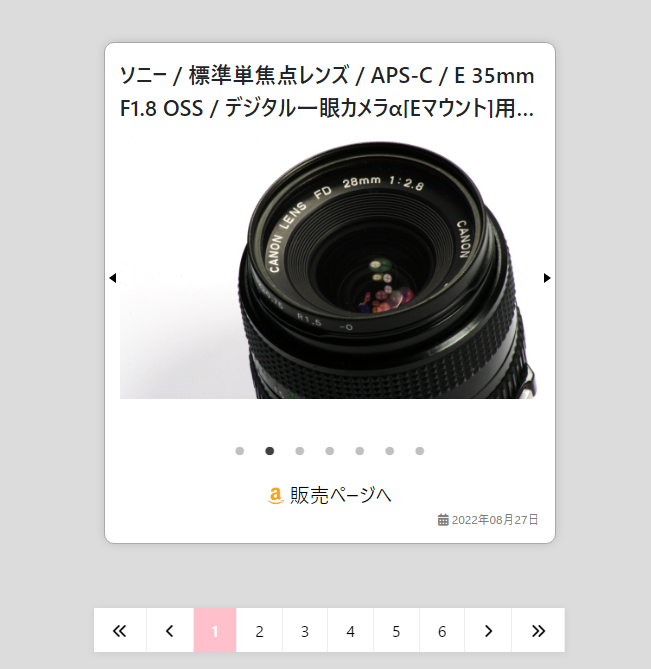 ソニー / 標準単焦点レンズ / APS-C / E 35mm
F1.8 OSS / デジタル一眼カメラα[Eマウント]用...
CANON LENS FD 28mm 1:2.8
CANON
R1.5 -0
販売ページへ
2022年08月27日
1 2 3 4 5 6